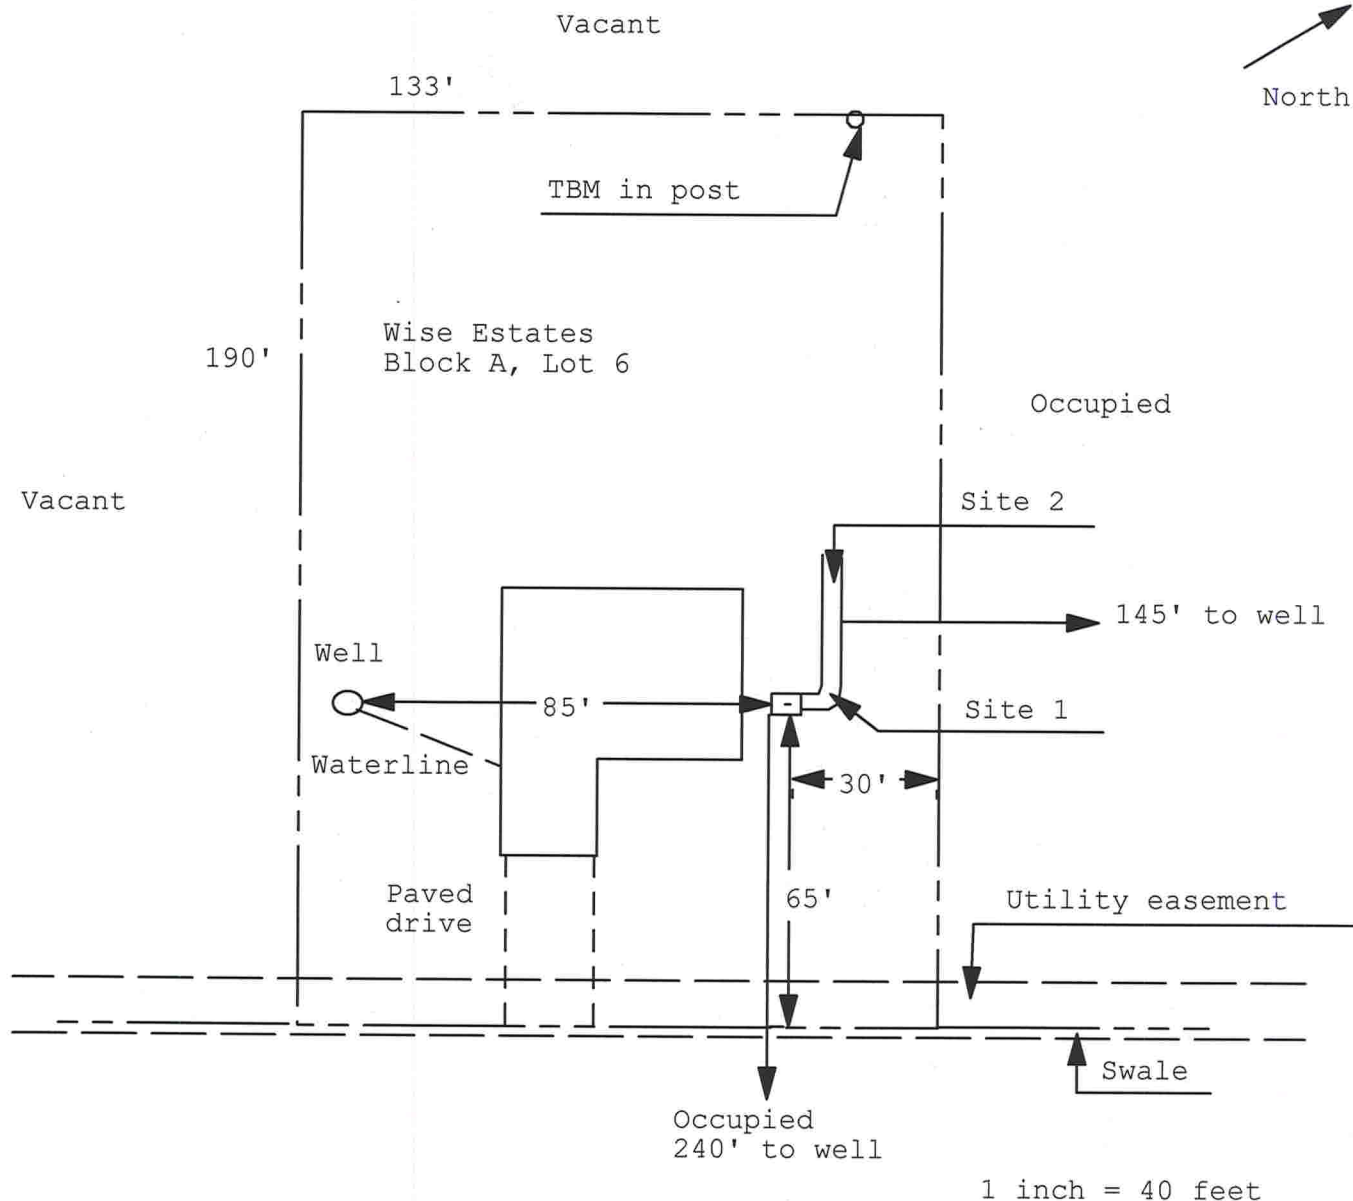 Vacant
133'
North
TBM in post
Wise Estates
Block A, Lot 6
190'
Occupied
Vacant
Site 2
145' to well
Well
85'
Site 1
Waterline
30'
Paved
drive
65'
Utility easement
Swale
Occupied
240' to well
1 inch = 40 feet